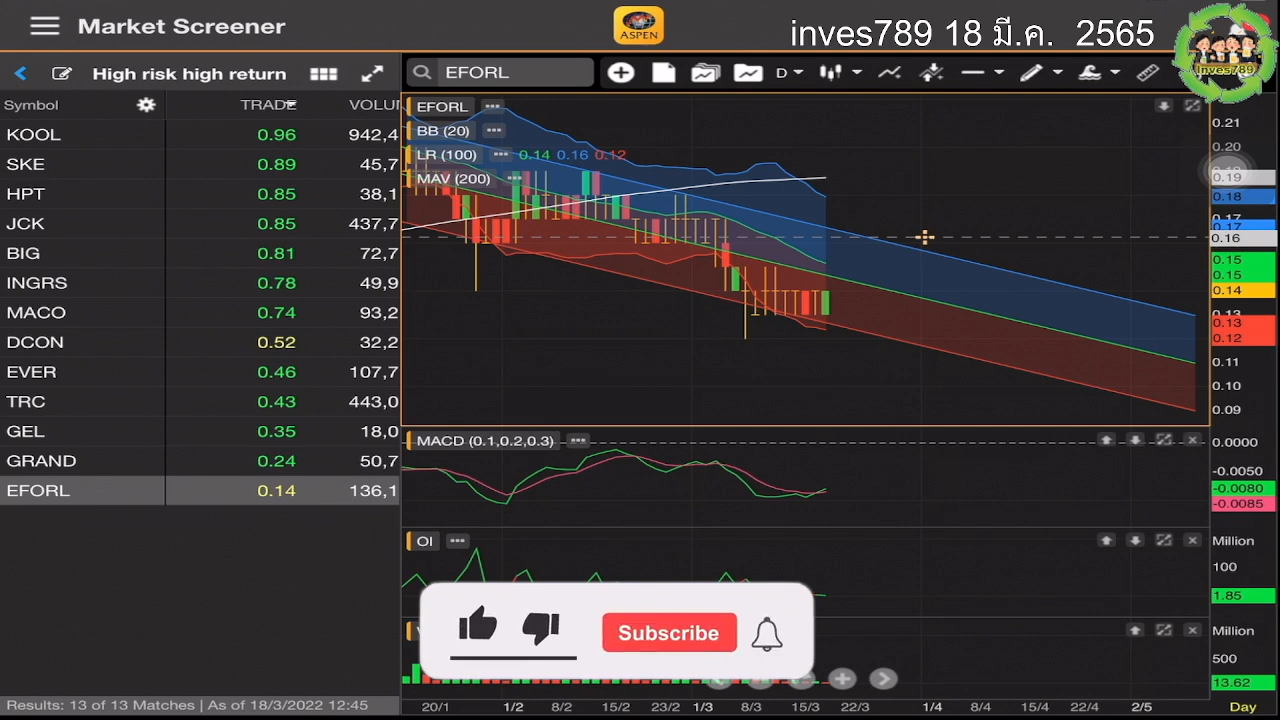 Market Screener
ASPEN
inves789 18 มี.ค. 2565
Inves789
High risk high return
EFORL
D
Symbol TRADE VOLU
KOOL 0.96 942,4
SKE 0.89 45,7
HPT 0.85 38,1
JCK 0.85 437,7
BIG 0.81 72,7
INGRS 0.78 49,9
MACO 0.74 93,2
DCON 0.52 32,2
EVER 0.46 107,7
TRC 0.43 443,0
GEL 0.35 18,0
GRAND 0.24 50,7
EFORL 0.14 136,1
Results: 13 of 13 Matches | As of 18/3/2022 12:45
EFORL
BB (20)
LR (100) 0.14 0.16 0.12
MAV (200)
0.21
0.20
0.19
0.18
0.17
0.17
0.16
0.15
0.15
0.14
0.13
0.13
0.12
0.11
0.10
0.09
MACD (0.1,0.2,0.3)
0.0000
-0.0050
-0.0080
-0.0085
OI
Million
100
1.85
Million
500
13.62
Subscribe
20/1 1/2 8/2 15/2 23/2 1/3 8/3 15/3 22/3 1/4 8/4 15/4 22/4 2/5 Day